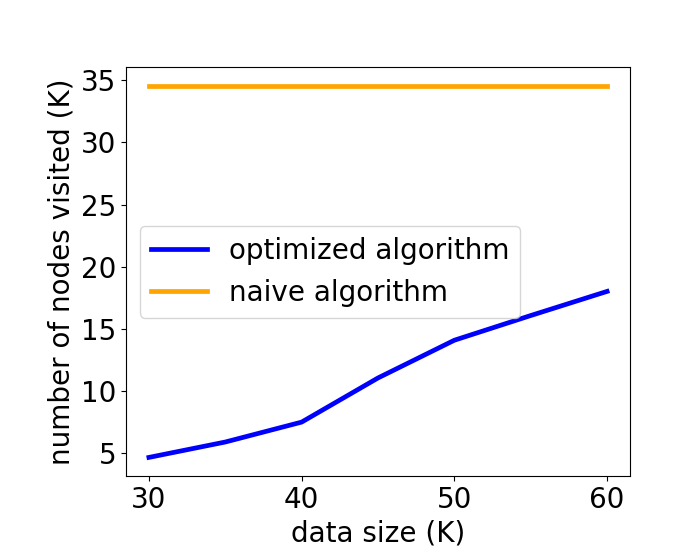 number of nodes visited (K)
35
30
25
20
15
10
5
optimized algorithm
naive algorithm
30 40 50 60
data size (K)